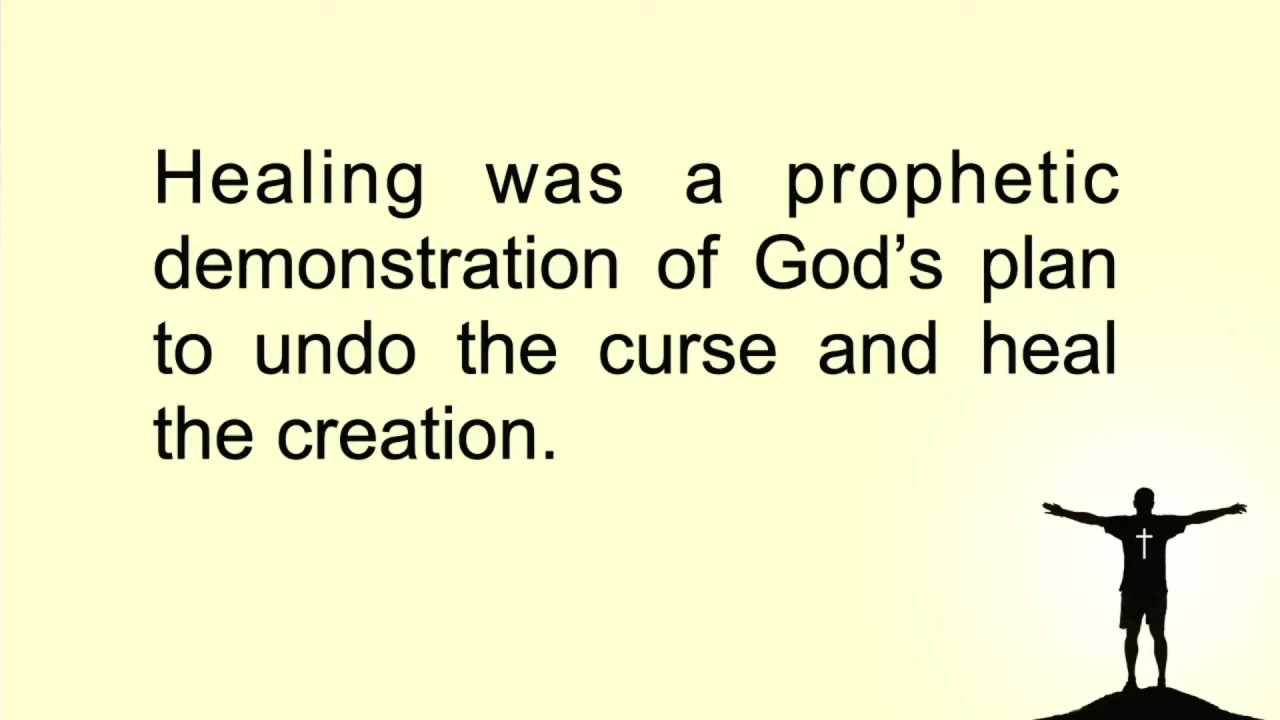 Healing was a prophetic
demonstration of God’s plan
to undo the curse and heal
the creation.